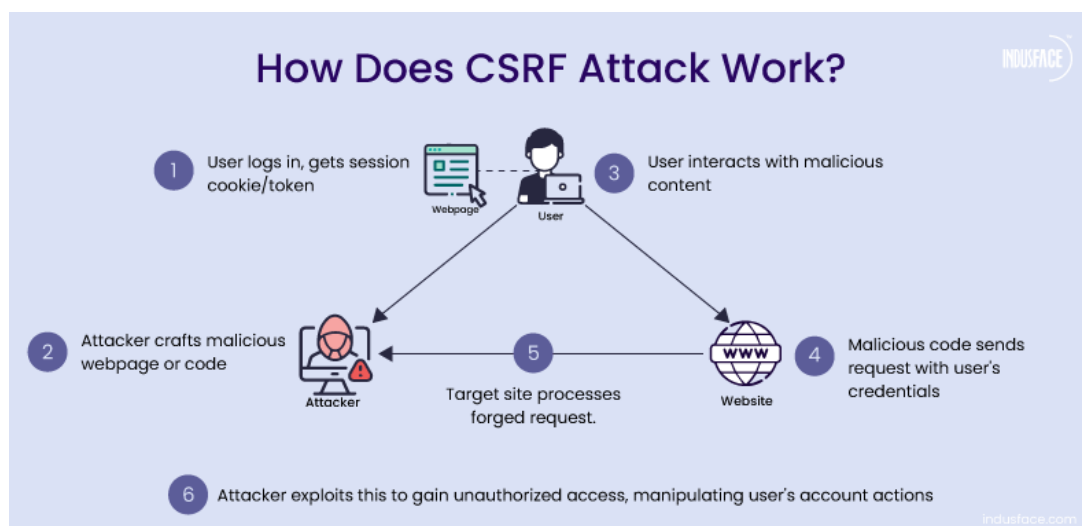 How Does CSRF Attack Work?
INDUSFACE
TM
1
User logs in, gets session
cookie/token
Webpage
User
3
User interacts with malicious
content
2
Attacker crafts malicious
webpage or code
Attacker
5
Target site processes
forged request.
WWW
Website
4
Malicious code sends
request with user's
credentials
6
Attacker exploits this to gain unauthorized access, manipulating user's account actions
indusface.com